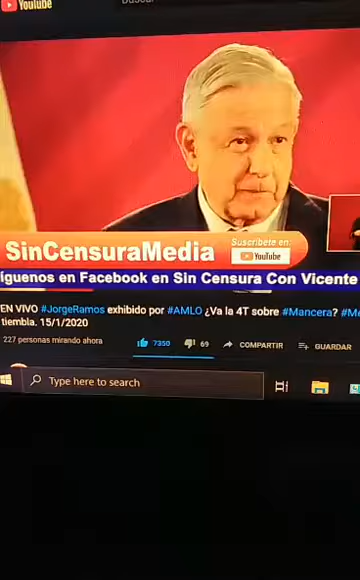 YouTube
SinCensuraMedia
Suscribete en:
YouTube
íguenos en Facebook en Sin Censura Con Vicente
EN VIVO #JorgeRamos exhibido por #AMLO ¿Va la 4T sobre #Mancera? #Me
tiembla. 15/1/2020
227 personas mirando ahora
7350
69
COMPARTIR
GUARDAR
Type here to search